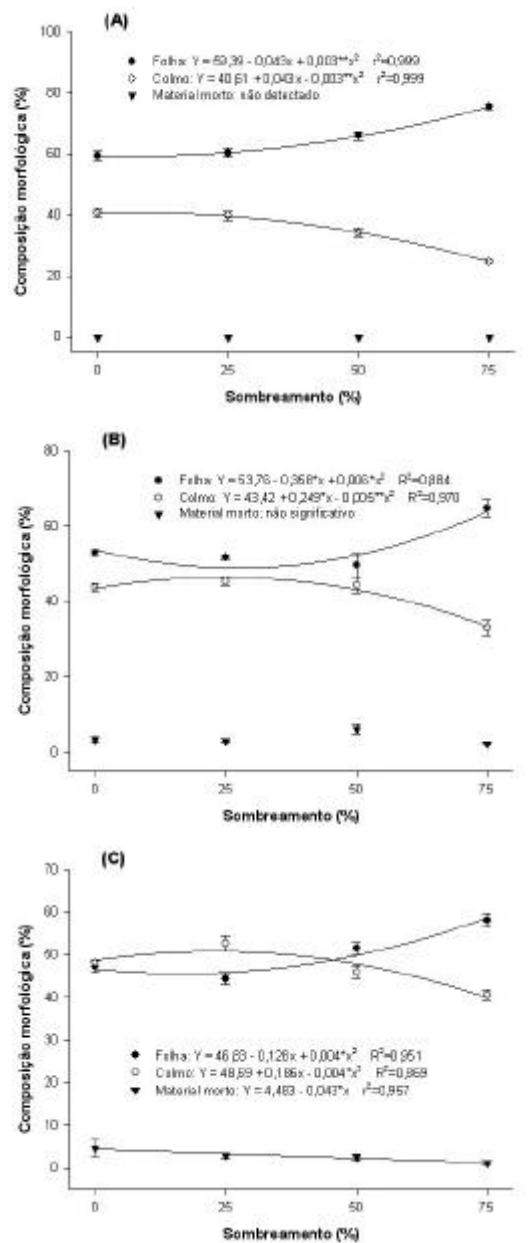 (A)
100
80
60
40
20
0
Composição morfológica (%)
Folha: Y = 59,39 - 0,043x + 0,003**x² r²=0,999
Colmo: Y = 40,61 + 0,043x - 0,003**x² r²=0,999
Material morto: não detectado
0 25 50 75
Sombreamento (%)
(B)
80
60
40
20
0
Composição morfológica (%)
Folha: Y = 53,76 - 0,358*x + 0,006*x² R²=0,884
Colmo: Y = 43,42 + 0,249*x - 0,005**x² R²=0,970
Material morto: não significativo
0 25 50 75
Sombreamento (%)
(C)
70
60
50
40
30
20
10
0
Composição morfológica (%)
Folha: Y = 46,63 - 0,126x + 0,004*x² R²=0,951
Colmo: Y = 48,69 + 0,186x - 0,004*x² R²=0,869
Material morto: Y = 4,483 - 0,043*x r²=0,957
0 25 50 75
Sombreamento (%)